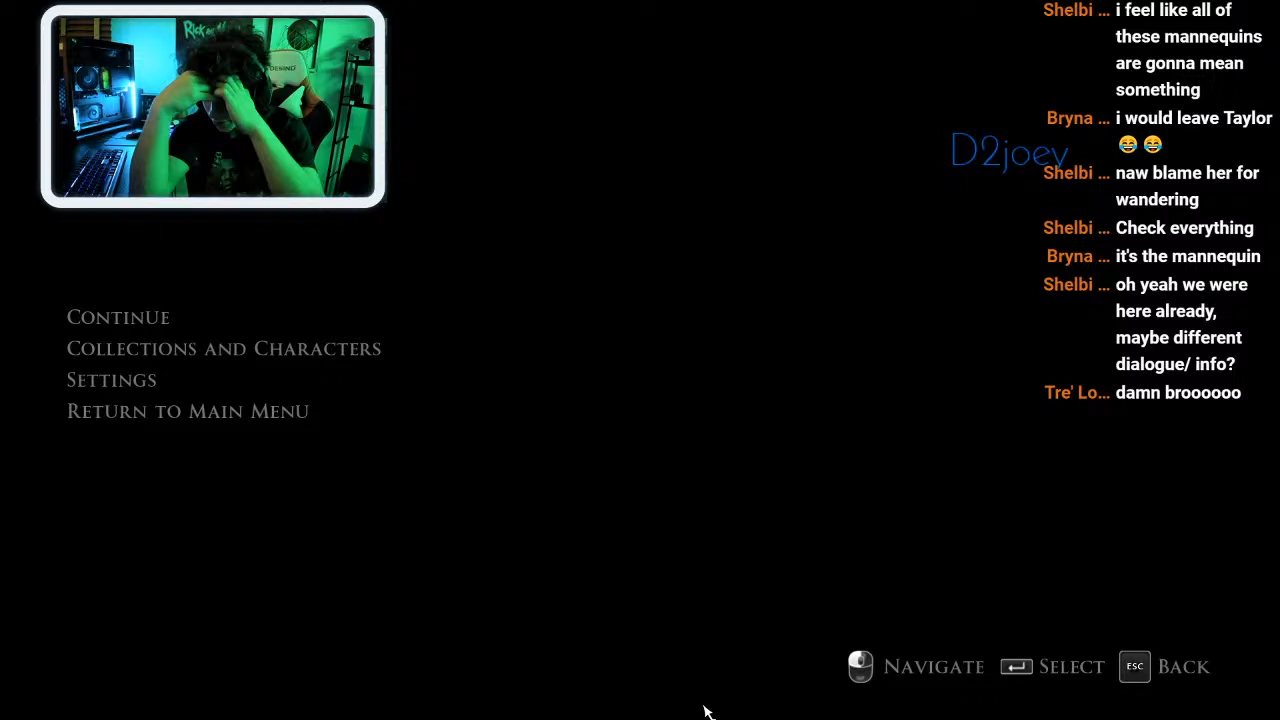 Rick and
Shelbi ... i feel like all of
these mannequins
are gonna mean
something
Bryna ... i would leave Taylor
😂 😂
D2joey
Shelbi ... naw blame her for
wandering
Shelbi ... Check everything
Bryna ... it's the mannequin
Shelbi ... oh yeah we were
here already,
maybe different
dialogue/ info?
Tre' Lo... damn broooooo
Continue
Collections and Characters
Settings
Return to Main Menu
Navigate
Select
ESC Back